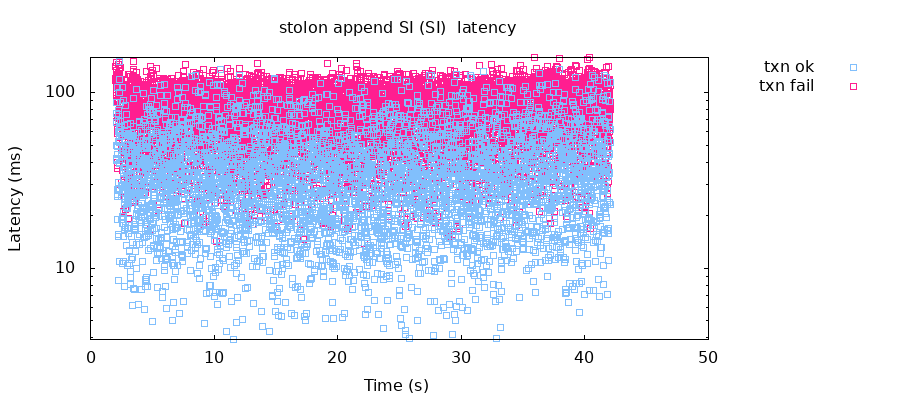 stolon append SI (SI)  latency
txn ok
txn fail
100
10
Latency (ms)
0 10 20 30 40 50
Time (s)